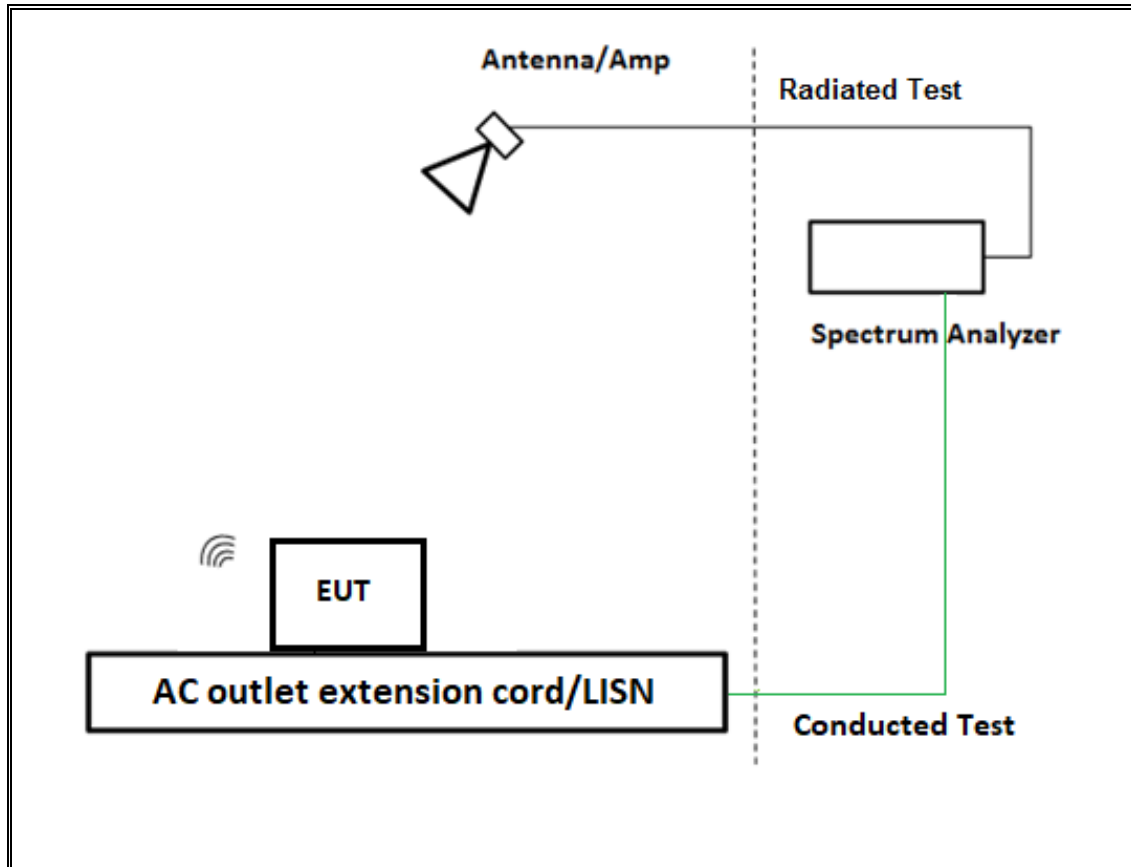 Antenna/Amp
Radiated Test
Spectrum Analyzer
EUT
AC outlet extension cord/LISN
Conducted Test